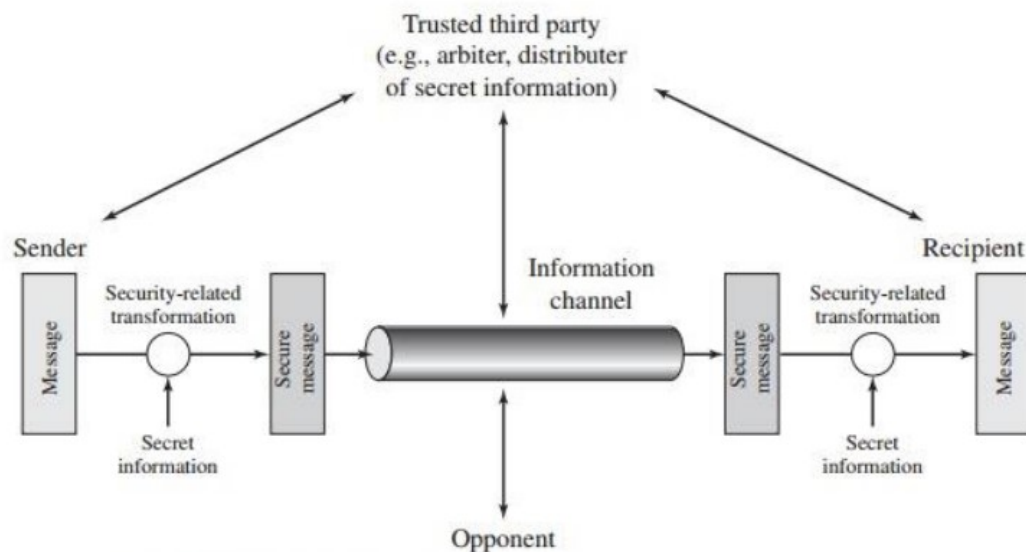 Trusted third party
(e.g., arbiter, distributer
of secret information)
Sender
Recipient
Information
channel
Security-related
transformation
Security-related
transformation
Message
Secure
message
Secure
message
Message
Secret
information
Secret
information
Opponent